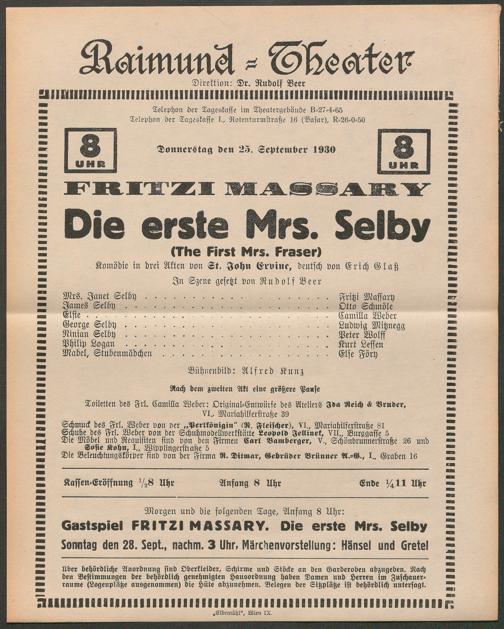 Raimund-Theater
Direktion: Dr. Rudolf Beer
Telephon der Tageskasse im Theatergebäude B-27-4-65
Telephon der Tageskasse I., Rotenturmstraße 16 (Basar), R-26-0-50
8 UHR
Donnerstag den 25. September 1930
8 UHR
FRITZI MASSARY
Die erste Mrs. Selby
(The First Mrs. Fraser)
Komödie in drei Akten von St. John Ervine, deutsch von Erich Glaß
In Szene gesetzt von Rudolf Beer
Mrs. Janet Selby . . . . . . . . . . . . . . . . Fritzi Massary
James Selby . . . . . . . . . . . . . . . . Otto Schmöle
Elsie . . . . . . . . . . . . . . . . Camilla Weber
George Selby . . . . . . . . . . . . . . . . Ludwig Mitnegg
Ninian Selby . . . . . . . . . . . . . . . . Peter Wolff
Philip Logan . . . . . . . . . . . . . . . . Kurt Lessen
Mabel, Stubenmädchen . . . . . . . . . . . . . . . . Else Föry
Bühnenbild: Alfred Kunz
Nach dem zweiten Akt eine größere Pause
Toiletten des Frl. Camilla Weber: Original-Entwürfe des Ateliers Ida Reich & Bruder,
VI., Mariahilferstraße 39
Schmuck des Frl. Weber von der „Perlkönigin" (R. Fleischer), VI., Mariahilferstraße 81
Schuhe des Frl. Weber von der Schuhmodellwerkstätte Leopold Jellinek, VII., Burggasse 5
Die Möbel und Requisiten sind von den Firmen Carl Bamberger, V., Schönbrunnerstraße 26 und
Sofie Kohn, I., Wipplingerstraße 5
Die Beleuchtungskörper sind von der Firma R. Ditmar, Gebrüder Brünner A.-G., I., Graben 16
Kassen-Eröffnung ½8 Uhr Anfang 8 Uhr Ende ¼11 Uhr
Morgen und die folgenden Tage, Anfang 8 Uhr:
Gastspiel FRITZI MASSARY. Die erste Mrs. Selby
Sonntag den 28. Sept., nachm. 3 Uhr, Märchenvorstellung: Hänsel und Gretel
Über behördliche Anordnung sind Oberkleider, Schirme und Stöcke an den Garderoben abzugeben. Nach
den Bestimmungen der behördlich genehmigten Hausordnung haben Damen und Herren im Zuschauer-
raume (Logenplätze ausgenommen) die Hüte abzunehmen. Belegen der Sitzplätze ist behördlich untersagt.
„Elbemühl", Wien IX.